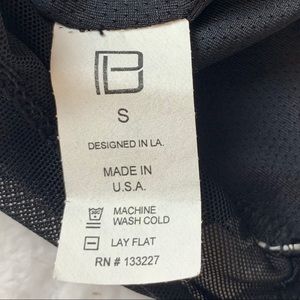 B
S
DESIGNED IN LA.
MADE IN
U.S.A.
MACHINE
WASH COLD
LAY FLAT
RN # 133227